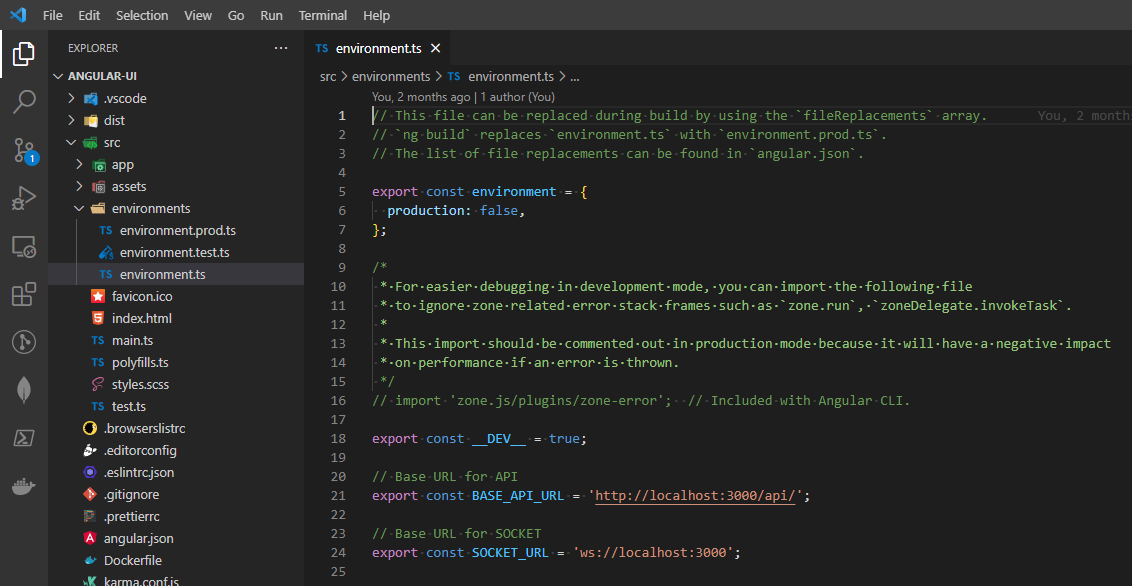 File Edit Selection View Go Run Terminal Help
EXPLORER ...
TS environment.ts
src > environments > TS environment.ts > ...
ANGULAR-UI
.vscode
dist
src
app
assets
environments
TS environment.prod.ts
environment.test.ts
TS environment.ts
favicon.ico
index.html
TS main.ts
TS polyfills.ts
styles.scss
TS test.ts
.browserslistrc
.editorconfig
.eslintrc.json
.gitignore
.prettierrc
angular.json
Dockerfile
karma.conf.js
1
You, 2 months ago | 1 author (You)
1 // This file can be replaced during build by using the `fileReplacements` array. You, 2 month
2 // `ng build` replaces `environment.ts` with `environment.prod.ts`.
3 // The list of file replacements can be found in `angular.json`.
4
5 export const environment = {
6 production: false,
7 };
8
9 /*
10 * For easier debugging in development mode, you can import the following file
11 * to ignore zone related error stack frames such as `zone.run`, `zoneDelegate.invokeTask`.
12 *
13 * This import should be commented out in production mode because it will have a negative impact
14 * on performance if an error is thrown.
15 */
16 // import 'zone.js/plugins/zone-error'; // Included with Angular CLI.
17
18 export const __DEV__ = true;
19
20 // Base URL for API
21 export const BASE_API_URL = 'http://localhost:3000/api/';
22
23 // Base URL for SOCKET
24 export const SOCKET_URL = 'ws://localhost:3000';
25